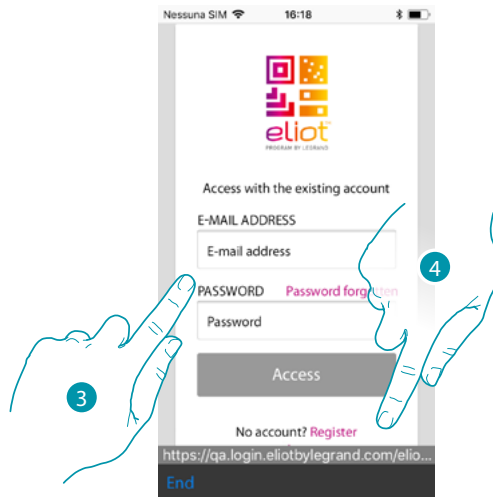 Nessuna SIM 16:18
eliot™
PROGRAM BY LEGRAND
Access with the existing account
E-MAIL ADDRESS
E-mail address
PASSWORD Password forgotten
Password
Access
No account? Register
https://qa.login.eliotbylegrand.com/elio...
End
3
4